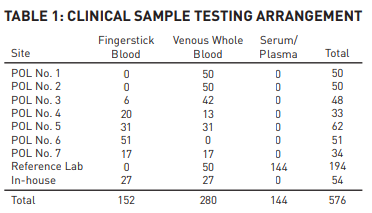 TABLE 1: CLINICAL SAMPLE TESTING ARRANGEMENT
Fingerstick Venous Whole Serum/
Site Blood Blood Plasma Total
POL No. 1 0 50 0 50
POL No. 2 0 50 0 50
POL No. 3 6 42 0 48
POL No. 4 20 13 0 33
POL No. 5 31 31 0 62
POL No. 6 51 0 0 51
POL No. 7 17 17 0 34
Reference Lab 0 50 144 194
In-house 27 27 0 54
Total 152 280 144 576